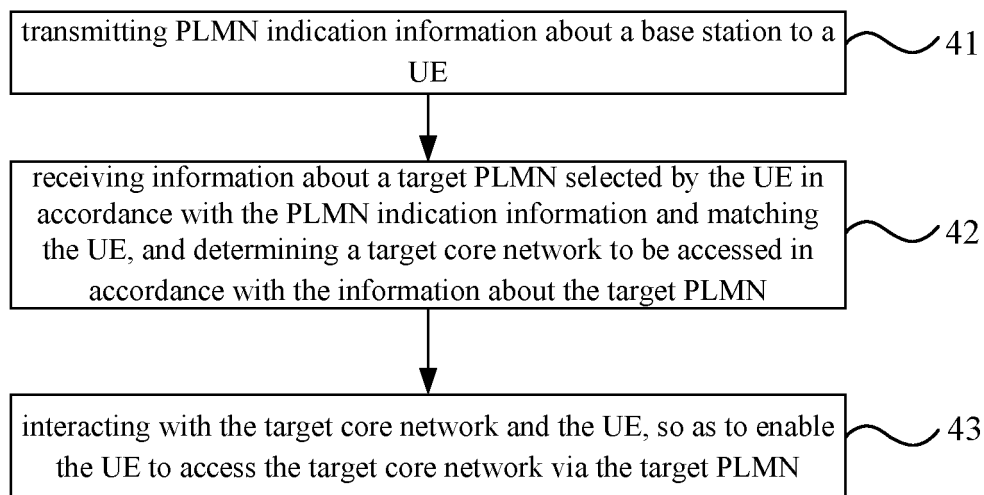 transmitting PLMN indication information about a base station to a
UE
41
receiving information about a target PLMN selected by the UE in
accordance with the PLMN indication information and matching
the UE, and determining a target core network to be accessed in
accordance with the information about the target PLMN
42
interacting with the target core network and the UE, so as to enable
the UE to access the target core network via the target PLMN
43